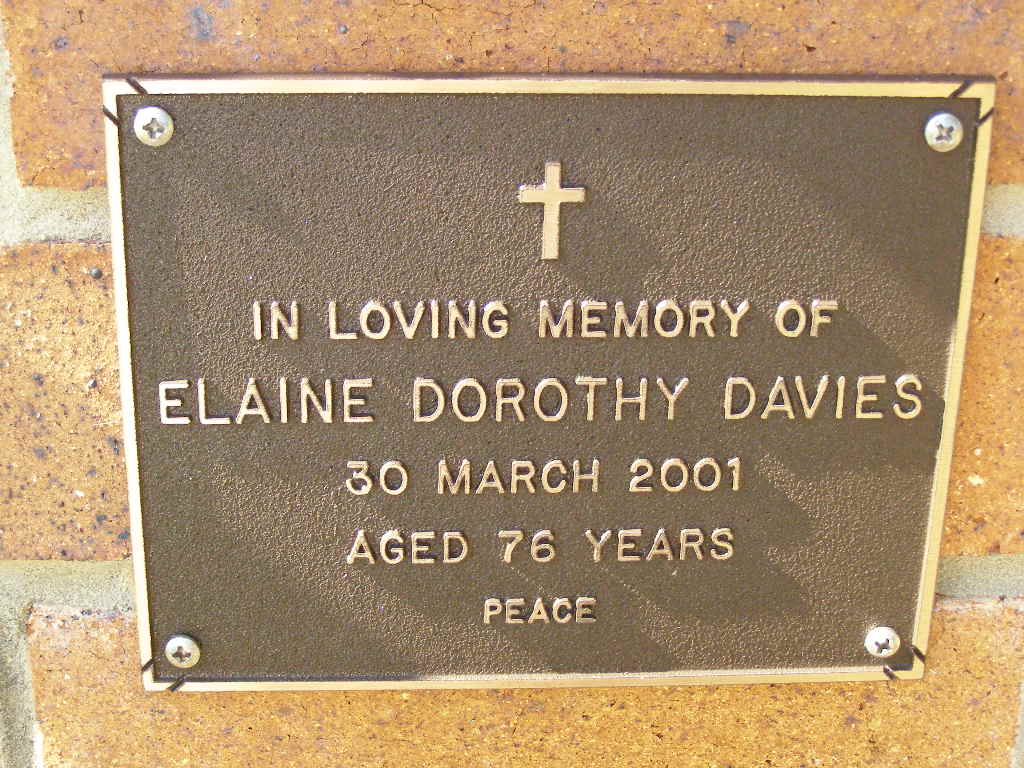 IN LOVING MEMORY OF
ELAINE DOROTHY DAVIES
30 MARCH 2001
AGED 76 YEARS
PEACE